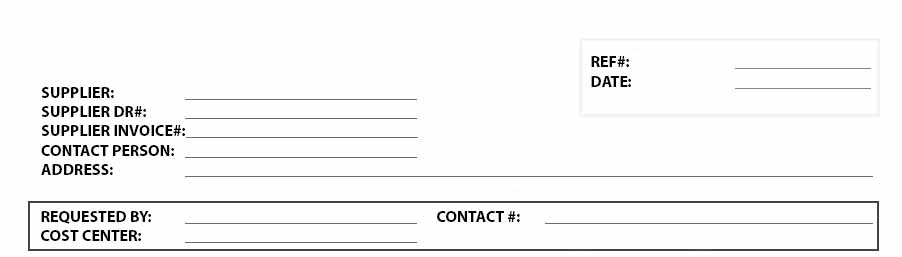 REF#:
DATE:
SUPPLIER:
SUPPLIER DR#:
SUPPLIER INVOICE#:
CONTACT PERSON:
ADDRESS:
REQUESTED BY: CONTACT #:
COST CENTER: